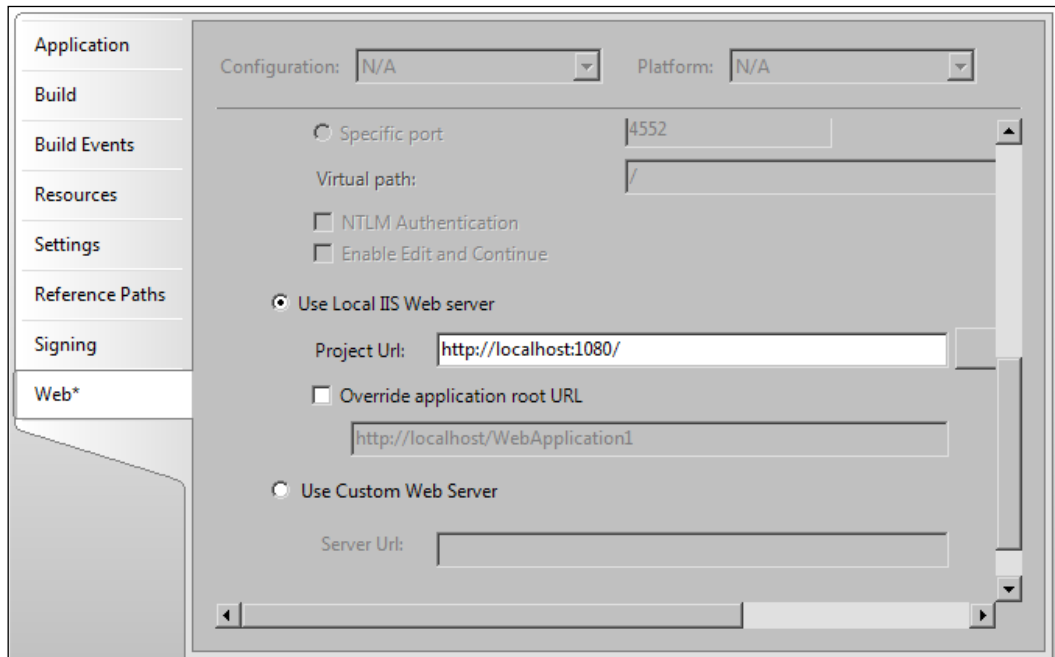 Application
Build
Build Events
Resources
Settings
Reference Paths
Signing
Web*
Configuration: N/A Platform: N/A
Specific port 4552
Virtual path: /
NTLM Authentication
Enable Edit and Continue
Use Local IIS Web server
Project Url: http://localhost:1080/
Override application root URL
http://localhost/WebApplication1
Use Custom Web Server
Server Url: